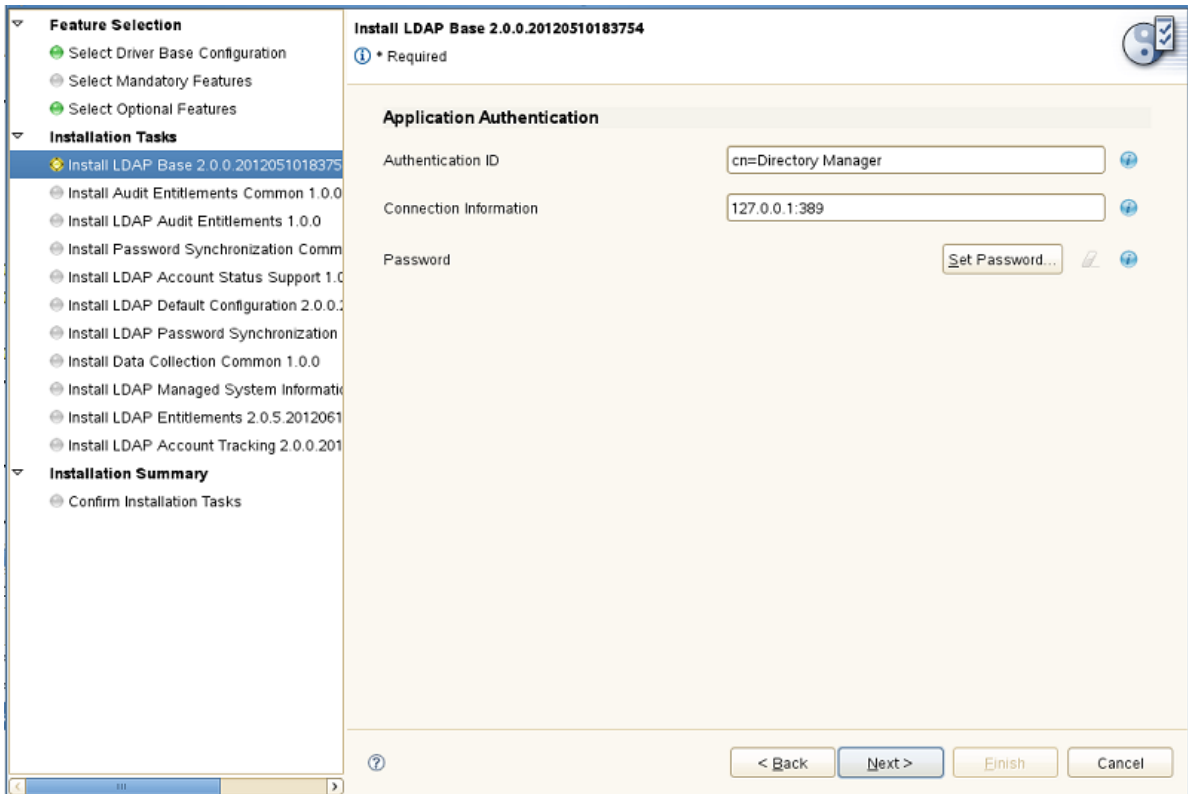 Feature Selection
Select Driver Base Configuration
Select Mandatory Features
Select Optional Features
Installation Tasks
Install LDAP Base 2.0.0.2012051018375
Install Audit Entitlements Common 1.0.0
Install LDAP Audit Entitlements 1.0.0
Install Password Synchronization Comm
Install LDAP Account Status Support 1.0
Install LDAP Default Configuration 2.0.0.2
Install LDAP Password Synchronization
Install Data Collection Common 1.0.0
Install LDAP Managed System Informatio
Install LDAP Entitlements 2.0.5.2012061
Install LDAP Account Tracking 2.0.0.201
Installation Summary
Confirm Installation Tasks
Install LDAP Base 2.0.0.20120510183754
* Required
Application Authentication
Authentication ID cn=Directory Manager
Connection Information 127.0.0.1:389
Password Set Password...
< Back Next > Finish Cancel